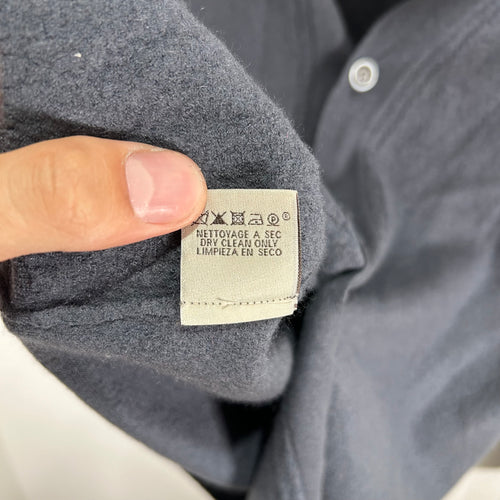 NETTOYAGE A SEC
DRY CLEAN ONLY
LIMPIEZA EN SECO